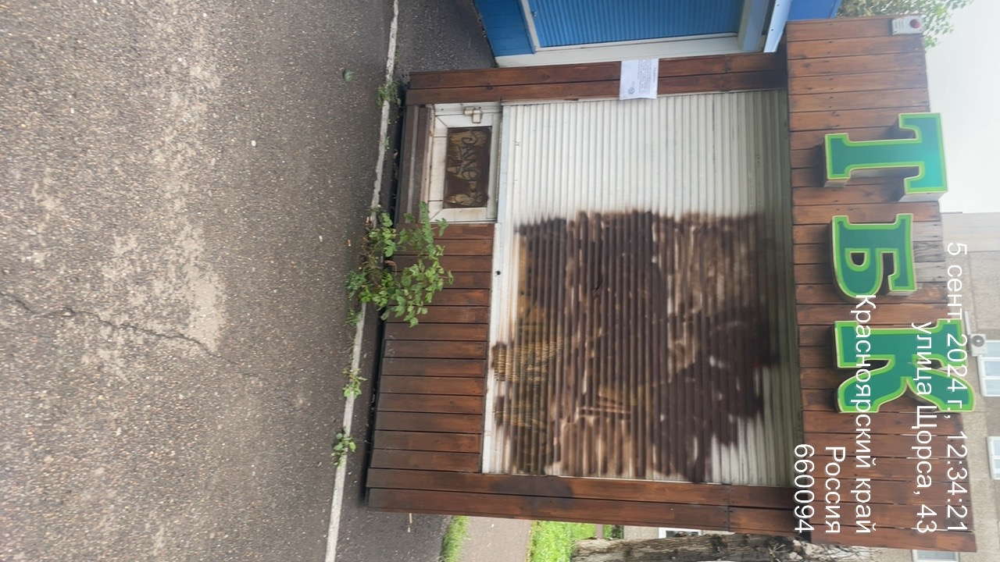 ТБК
5 сент. 2024 г., 12:34:21
улица Щорса, 43
Красноярский край
Россия
660094